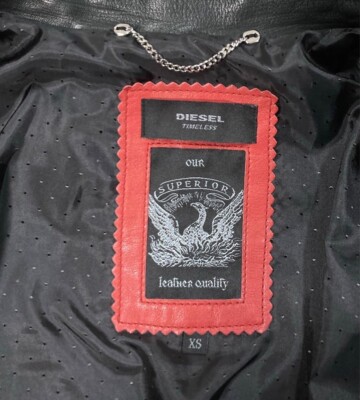 DIESEL
TIMELESS
OUR
SUPERIOR
leather quality
XS